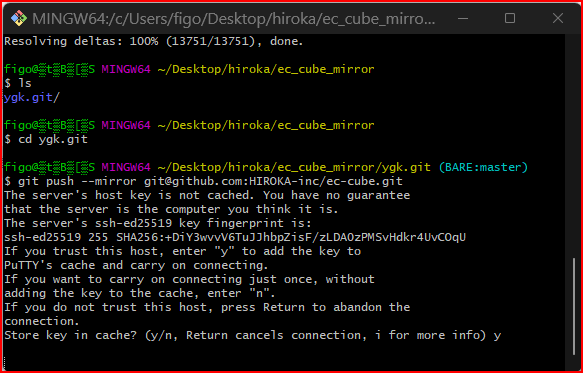 MINGW64:/c/Users/figo/Desktop/hiroka/ec_cube_mirro...
Resolving deltas: 100% (13751/13751), done.
figo@▒t▒B▒[▒S MINGW64 ~/Desktop/hiroka/ec_cube_mirror
$ ls
ygk.git/
figo@▒t▒B▒[▒S MINGW64 ~/Desktop/hiroka/ec_cube_mirror
$ cd ygk.git
figo@▒t▒B▒[▒S MINGW64 ~/Desktop/hiroka/ec_cube_mirror/ygk.git (BARE:master)
$ git push --mirror git@github.com:HIROKA-inc/ec-cube.git
The server's host key is not cached. You have no guarantee
that the server is the computer you think it is.
The server's ssh-ed25519 key fingerprint is:
ssh-ed25519 255 SHA256:+DiY3wvvV6TuJJhbpZisF/zLDA0zPMSvHdkr4UvCOqU
If you trust this host, enter "y" to add the key to
PuTTY's cache and carry on connecting.
If you want to carry on connecting just once, without
adding the key to the cache, enter "n".
If you do not trust this host, press Return to abandon the
connection.
Store key in cache? (y/n, Return cancels connection, i for more info) y